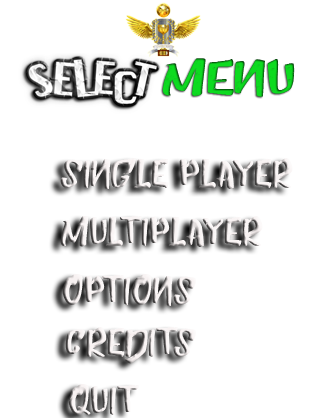 SELECT MENU
SINGLE PLAYER
MULTIPLAYER
OPTIONS
CREDITS
QUIT